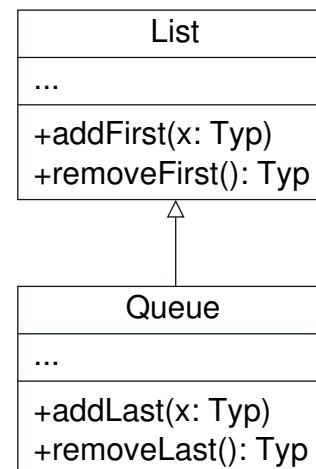 List
...
+addFirst(x: Typ)
+removeFirst(): Typ
Queue
...
+addLast(x: Typ)
+removeLast(): Typ